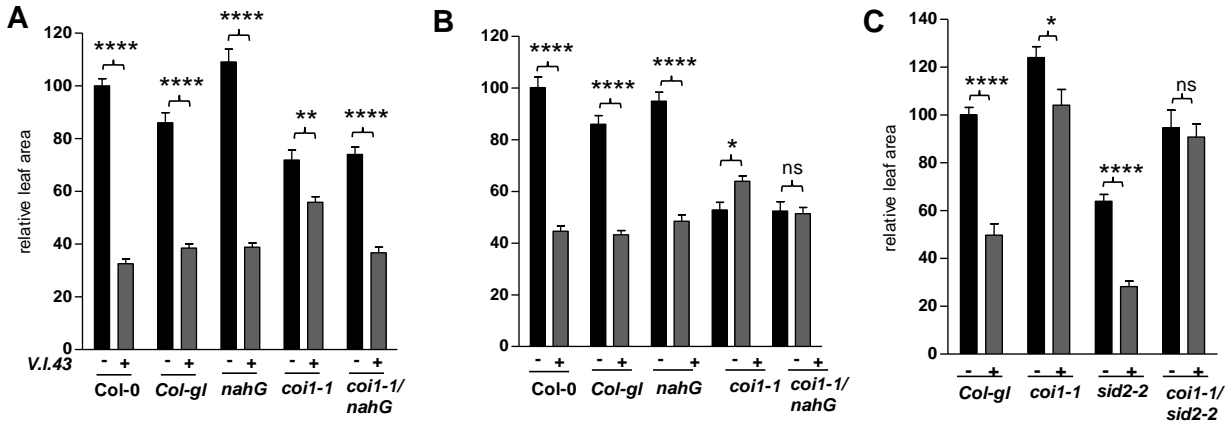 A
relative leaf area
120
100
80
60
40
20
0
****
****
****
**
****
V.l.43
- + - + - + - + - +
Col-0 Col-gl nahG coi1-1 coi1-1/
nahG
B
120
100
80
60
40
20
0
****
****
****
*
ns
- + - + - + - + - +
Col-0 Col-gl nahG coi1-1 coi1-1/
nahG
C
relative leaf area
140
120
100
80
60
40
20
0
****
*
****
ns
- + - + - + - +
Col-gl coi1-1 sid2-2 coi1-1/
sid2-2